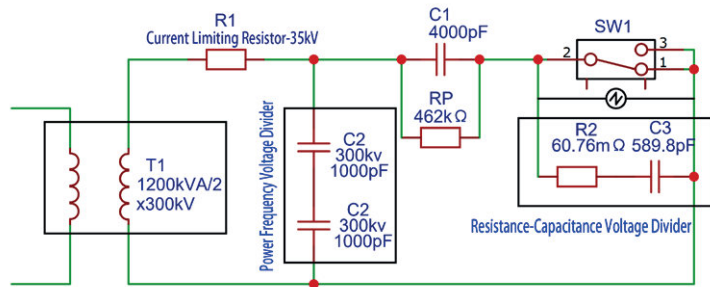 R1
Current Limiting Resistor-35kV
C1
4000pF
SW1
2
3
1
RP
462kΩ
T1
1200kVA/2
x300kV
Power Frequency Voltage Divider
C2
300kv
1000pF
C2
300kv
1000pF
R2
60.76mΩ
C3
589.8pF
Resistance-Capacitance Voltage Divider